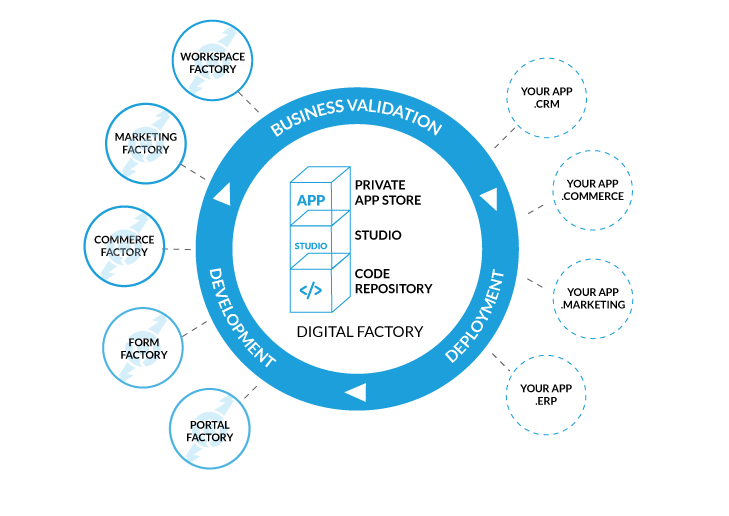 WORKSPACE
FACTORY
MARKETING
FACTORY
COMMERCE
FACTORY
FORM
FACTORY
PORTAL
FACTORY
BUSINESS VALIDATION
DEVELOPMENT
DEPLOYMENT
APP
PRIVATE
APP STORE
STUDIO
STUDIO
</>
CODE
REPOSITORY
DIGITAL FACTORY
YOUR APP
.CRM
YOUR APP
.COMMERCE
YOUR APP
.MARKETING
YOUR APP
.ERP